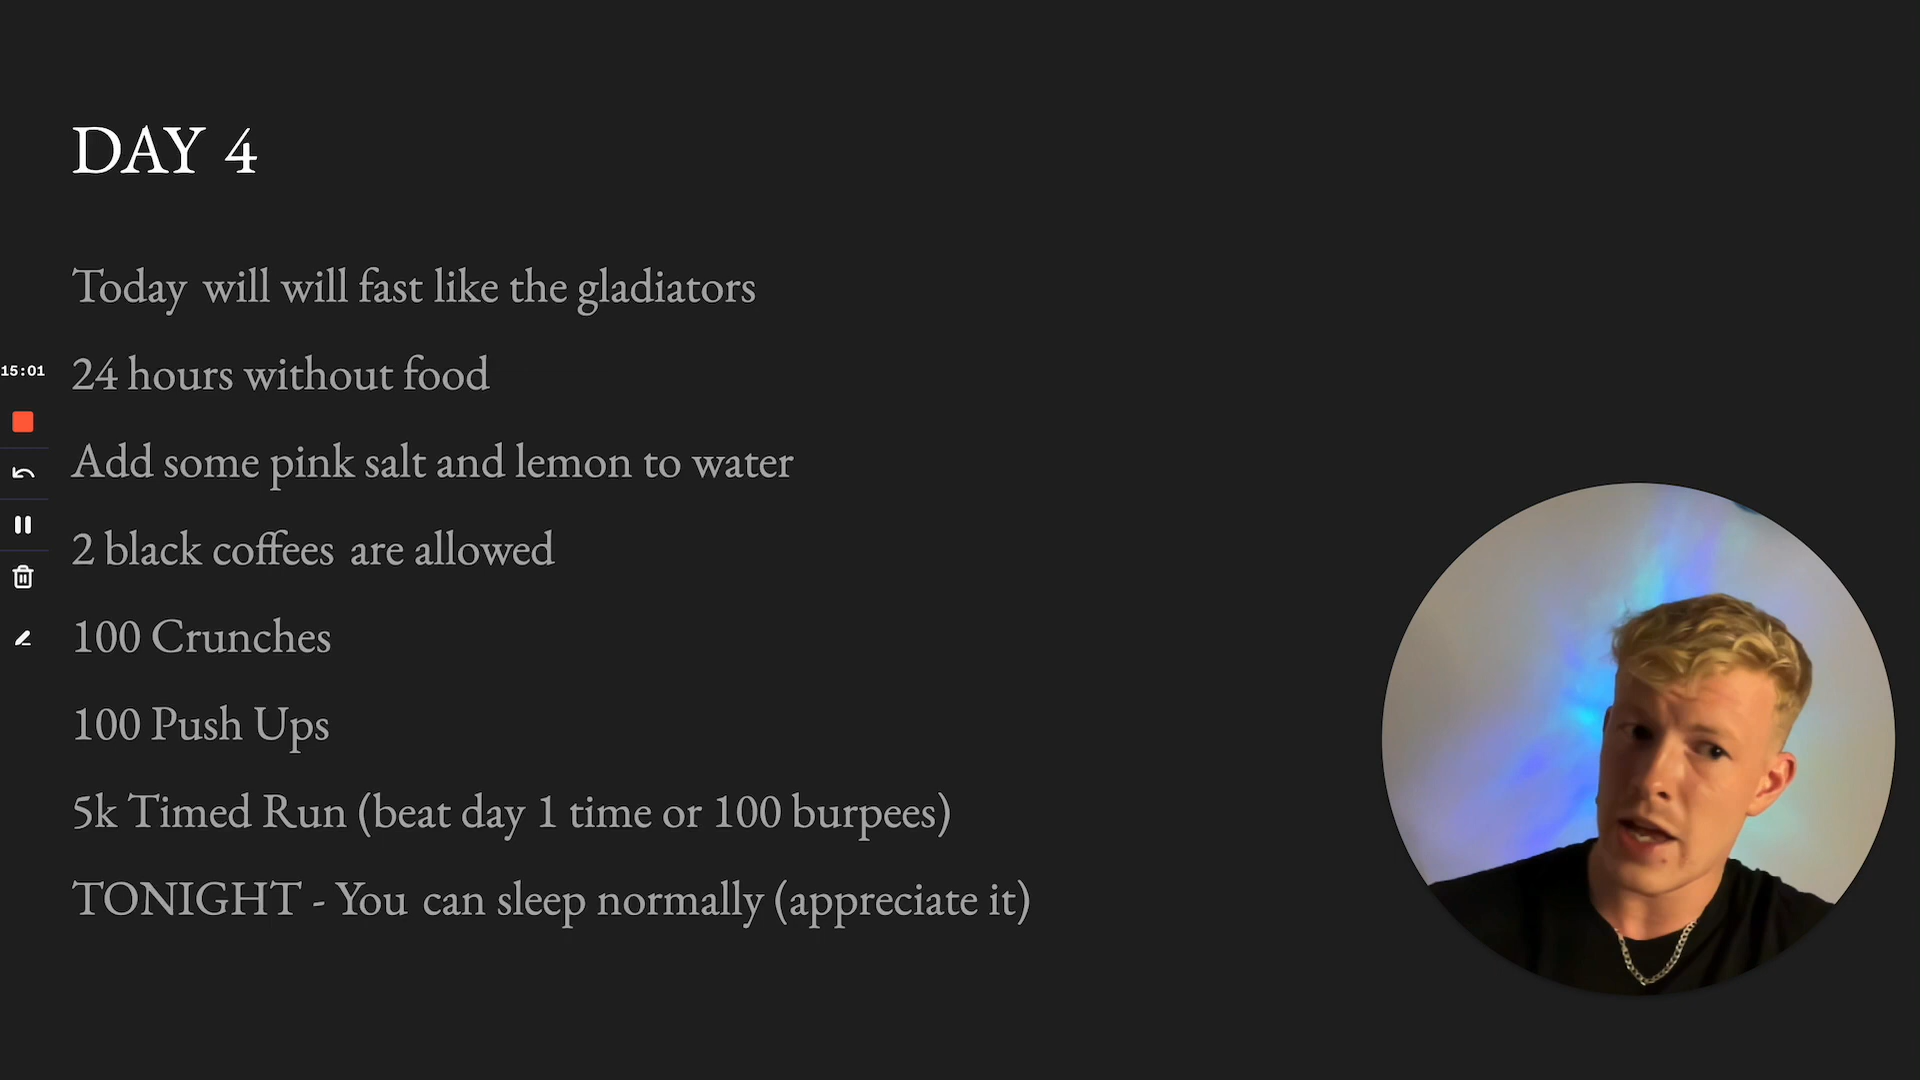 DAY 4
Today will will fast like the gladiators
24 hours without food
15:01
Add some pink salt and lemon to water
2 black coffees are allowed
100 Crunches
100 Push Ups
5k Timed Run (beat day 1 time or 100 burpees)
TONIGHT - You can sleep normally (appreciate it)